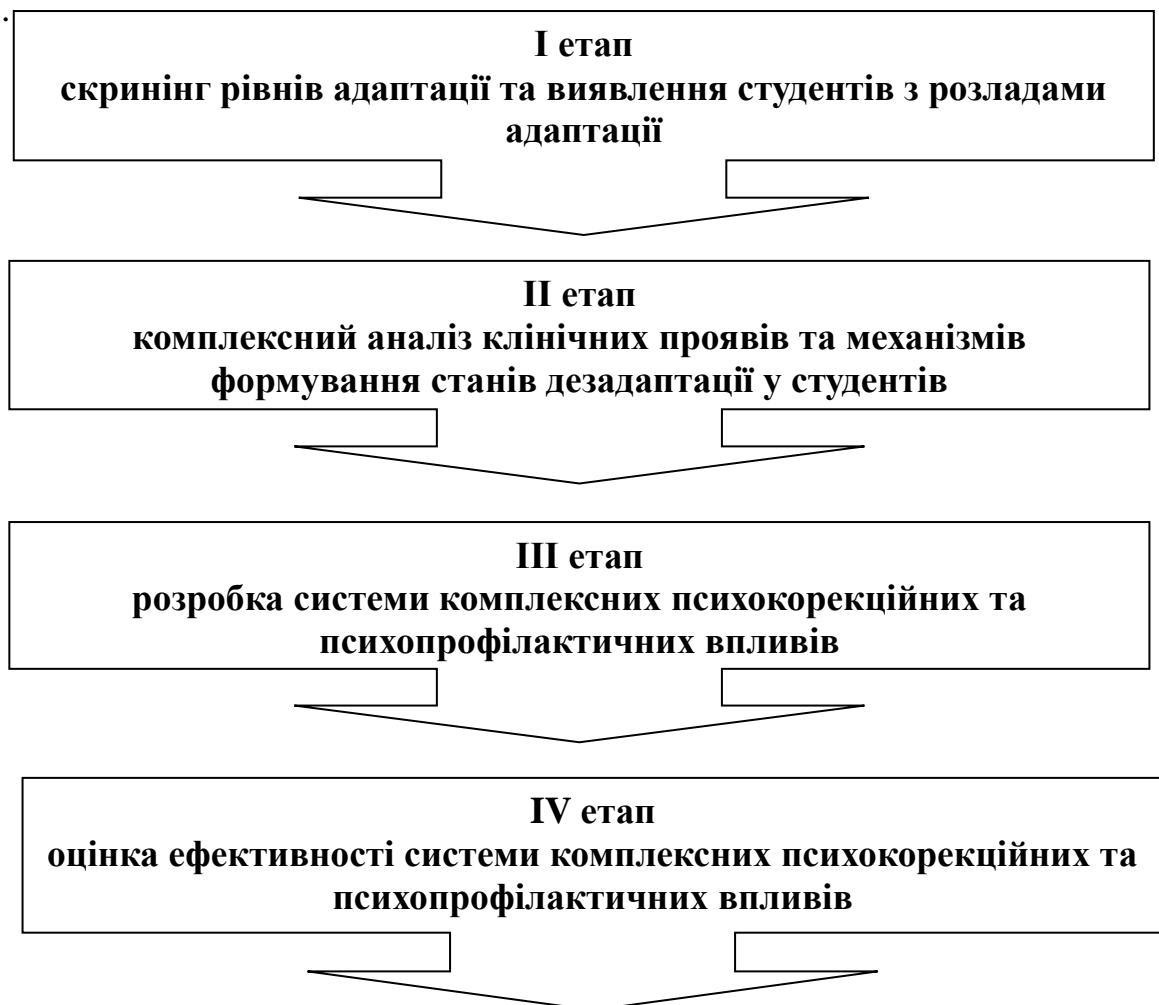 .
I етап
скринінг рівнів адаптації та виявлення студентів з розладами
адаптації
II етап
комплексний аналіз клінічних проявів та механізмів
формування станів дезадаптації у студентів
III етап
розробка системи комплексних психокорекційних та
психопрофілактичних впливів
IV етап
оцінка ефективності системи комплексних психокорекційних та
психопрофілактичних впливів